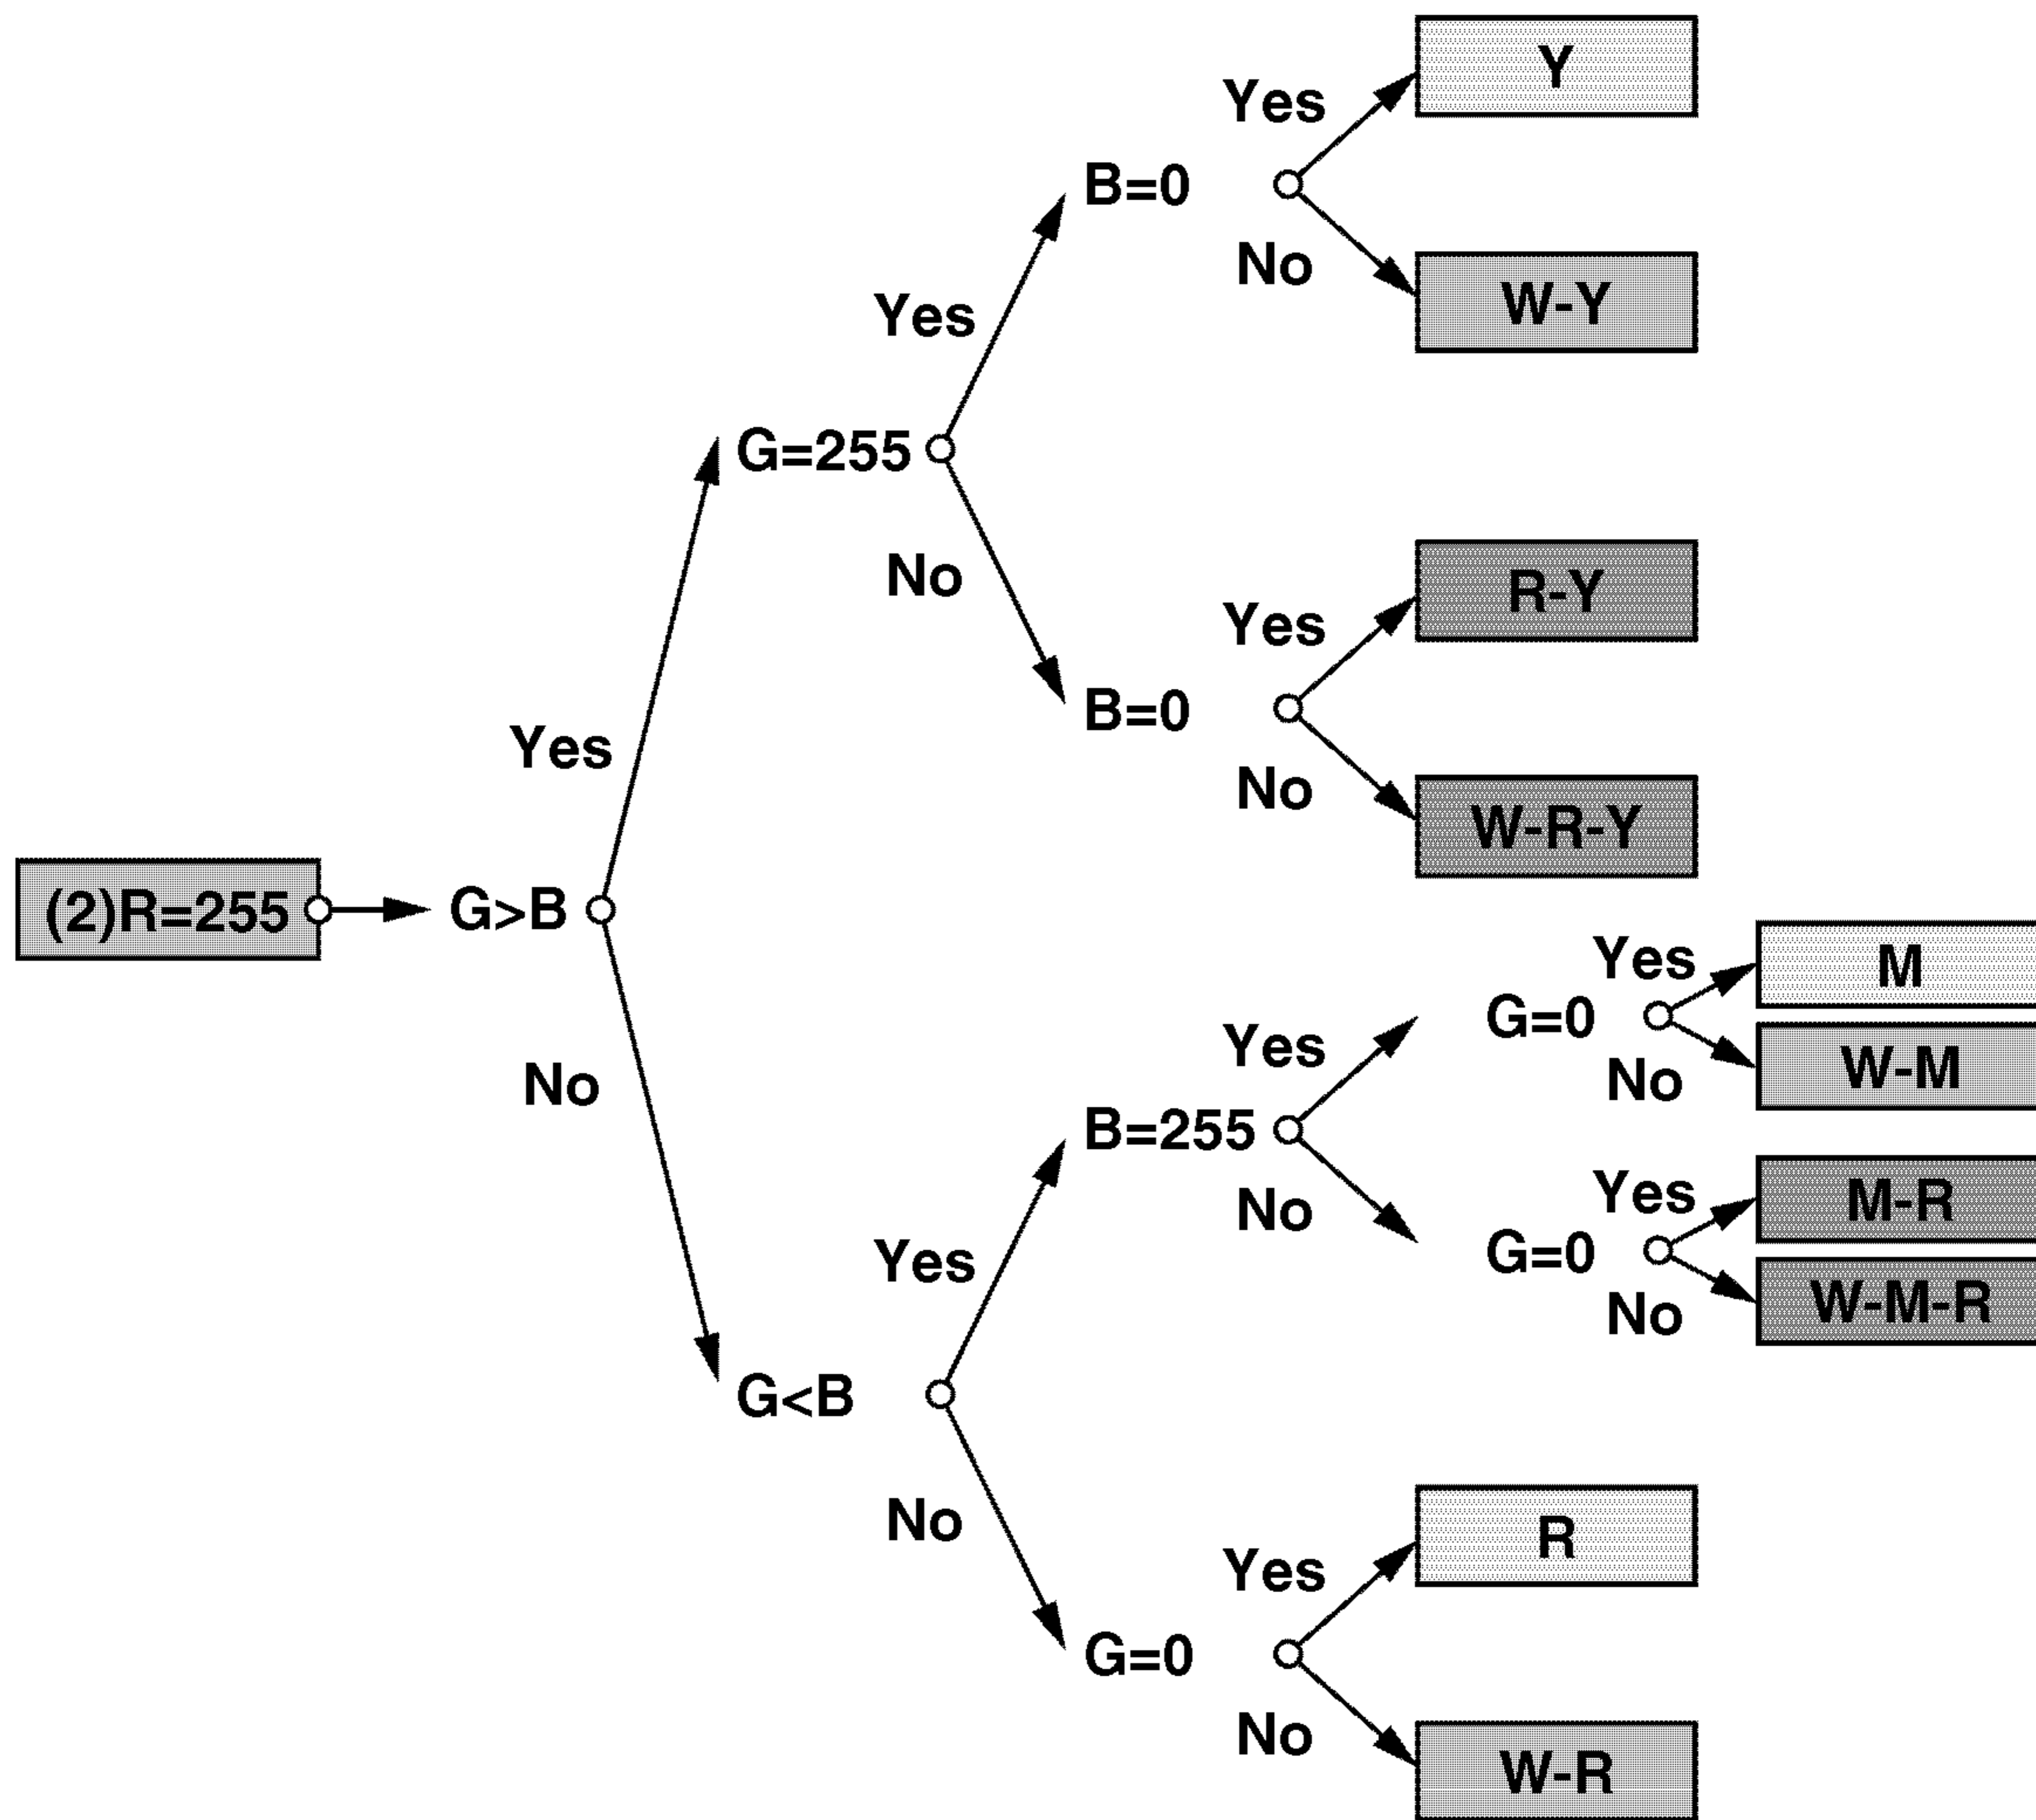 Y
Yes
B=0
No
W-Y
Yes
G=255
No
R-Y
Yes
B=0
No
W-R-Y
Yes
(2)R=255
G>B
No
M
Yes
G=0
No
W-M
Yes
B=255
No
M-R
Yes
G=0
No
W-M-R
Yes
G<B
No
R
Yes
G=0
No
W-R